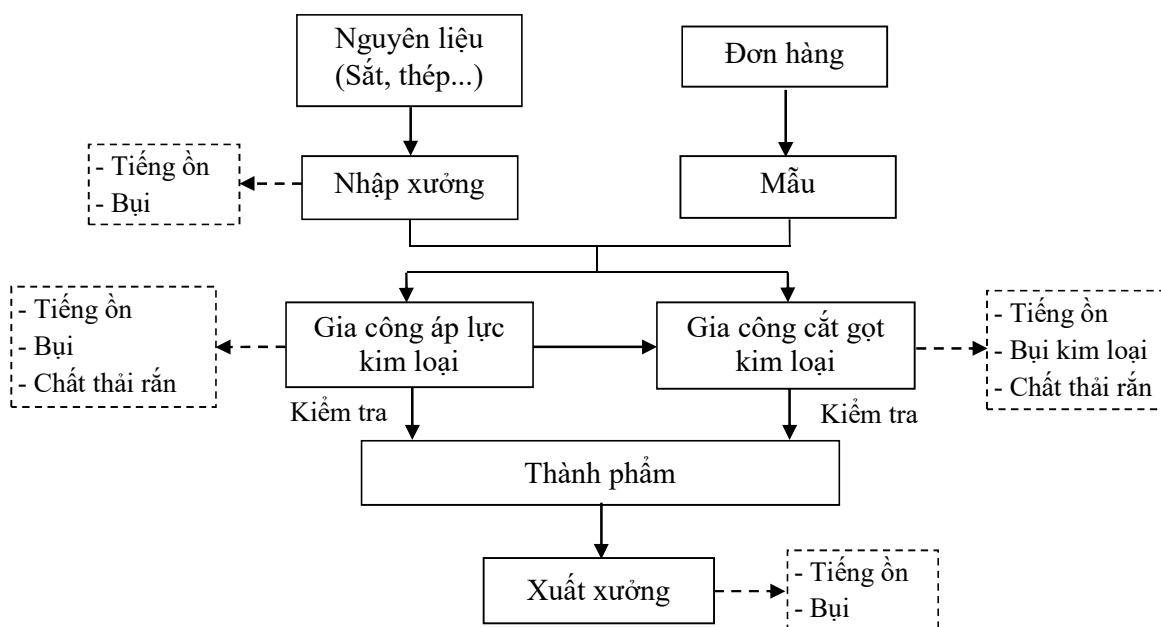 Nguyên liệu
(Sắt, thép...)
Đơn hàng
- Tiếng ồn
- Bụi
Nhập xưởng
Mẫu
- Tiếng ồn
- Bụi
- Chất thải rắn
Gia công áp lực
kim loại
Gia công cắt gọt
kim loại
- Tiếng ồn
- Bụi kim loại
- Chất thải rắn
Kiểm tra
Kiểm tra
Thành phẩm
Xuất xưởng
- Tiếng ồn
- Bụi